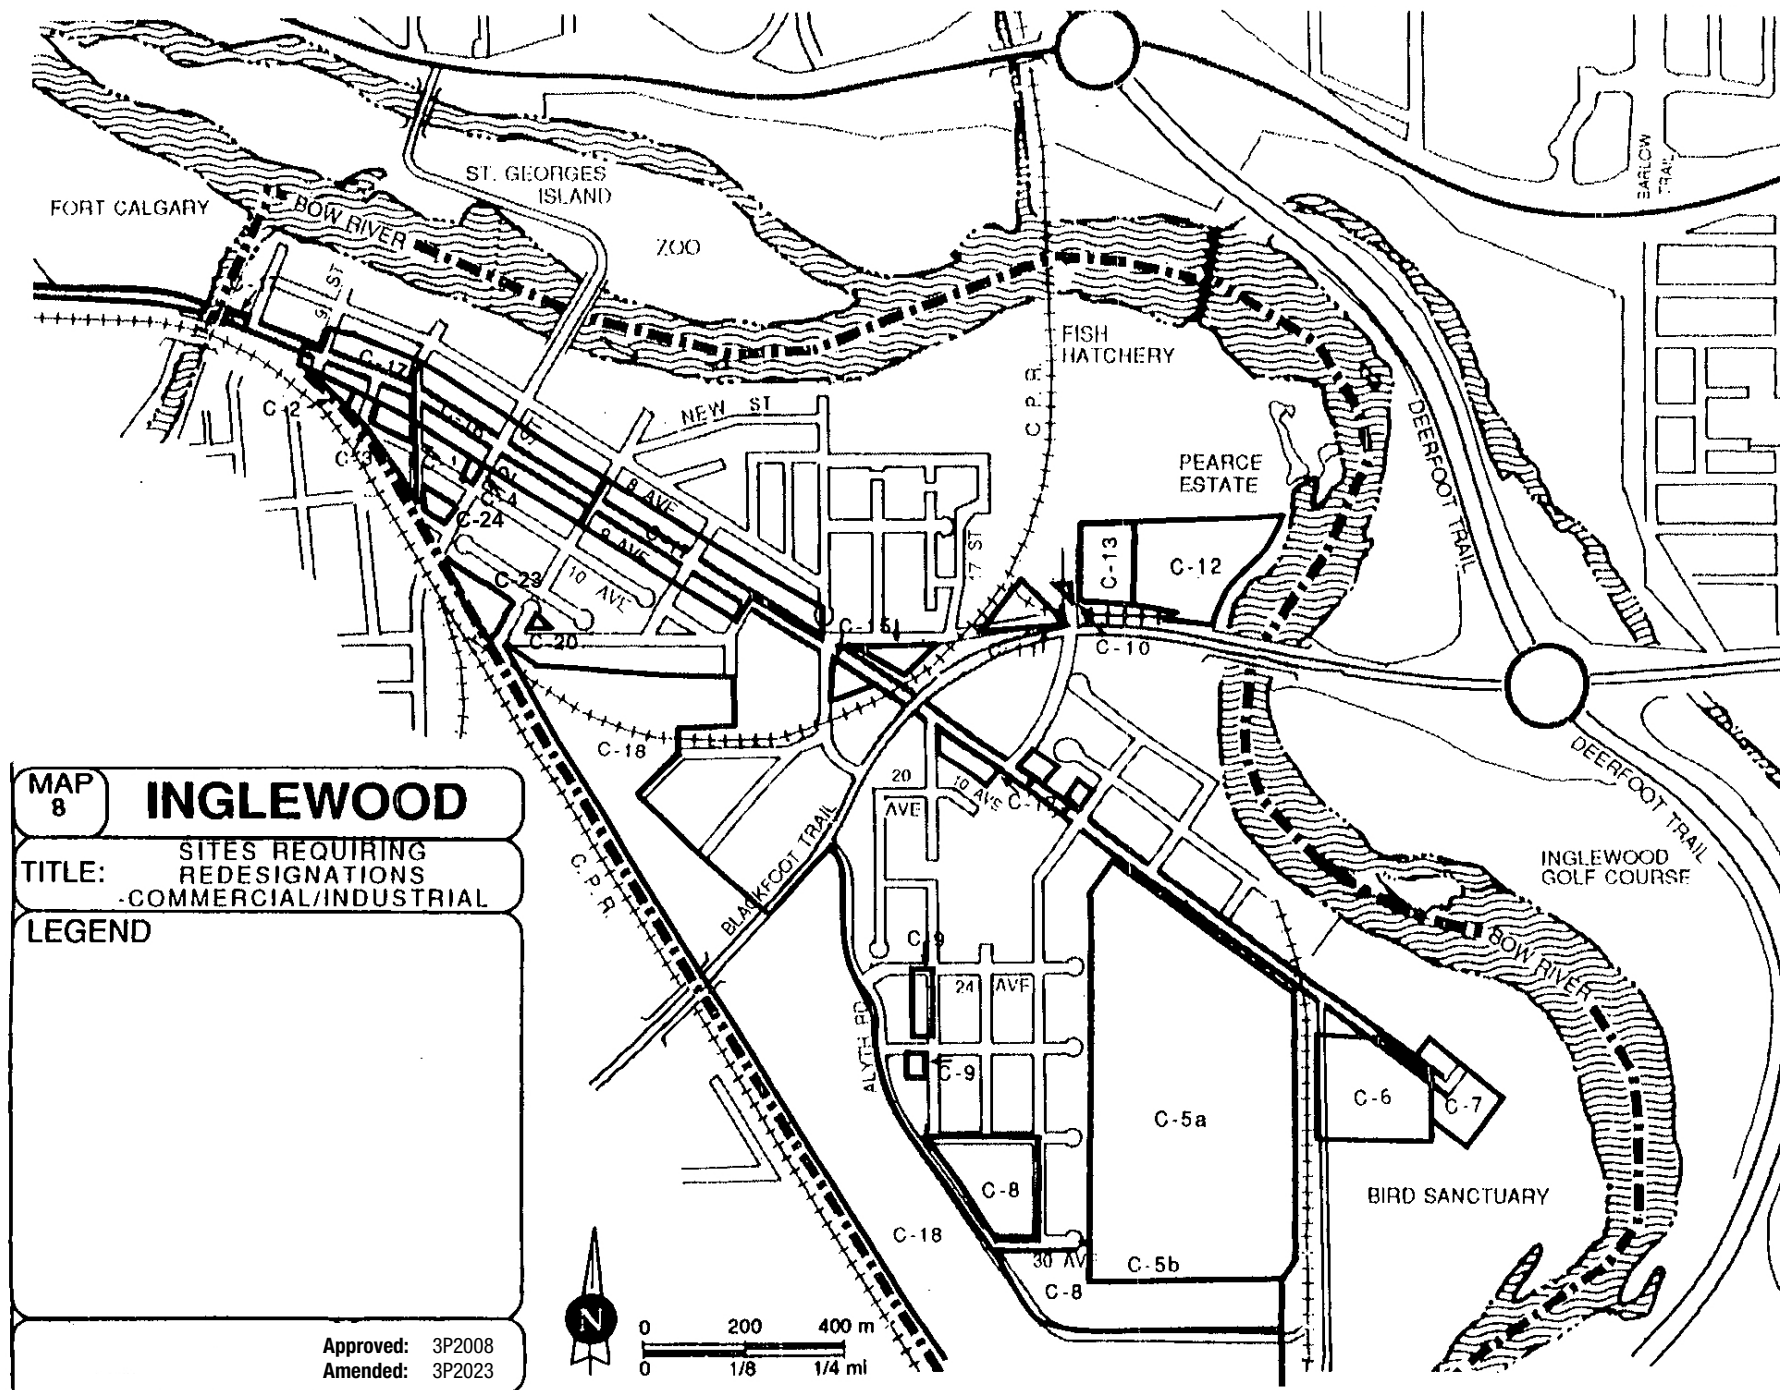 ST. GEORGES
ISLAND
FORT CALGARY
BOW RIVER
ZOO
BARLOW
TRAIL
ST
C-17
FISH
HATCHERY
C.P.R.
C-2
NEW ST
DEERFOOT TRAIL
C-3
ST
PEARCE
ESTATE
8 AVE
C-4
C-24
9 AVE
17 ST
C-13
C-12
C-23
10 AVE
C-20
C-15
C-11
C-10
C-18
20
AVE
10 AVE
C-19
DEERFOOT TRAIL
BLACKFOOT TRAIL
C.P.R.
INGLEWOOD
GOLF COURSE
BOW RIVER
C-9
24 AVE
ALYTH RD
C-9
C-5a
C-6
C-7
C-8
BIRD SANCTUARY
C-18
30 AV
C-5b
C-8
MAP
8
INGLEWOOD
TITLE:
SITES REQUIRING
REDESIGNATIONS
-COMMERCIAL/INDUSTRIAL
LEGEND
N
0 200 400 m
0 1/8 1/4 mi
Approved: 3P2008
Amended: 3P2023